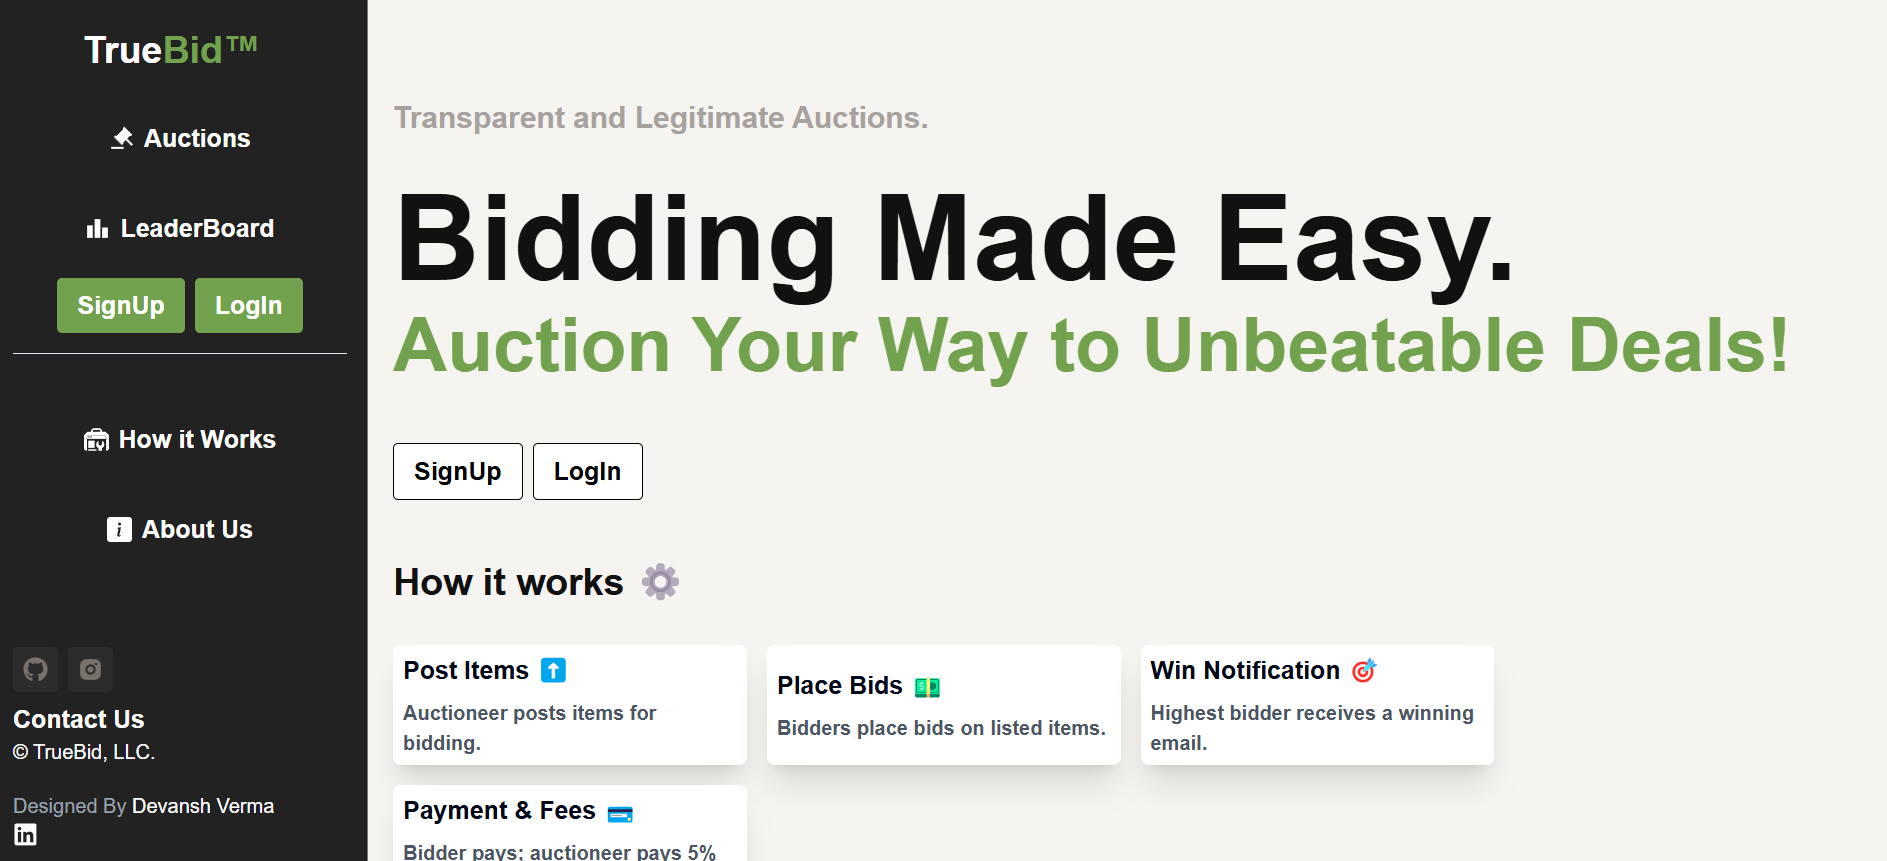 TrueBid™
Auctions
LeaderBoard
SignUp LogIn
How it Works
About Us
Contact Us
© TrueBid, LLC.
Designed By Devansh Verma
Transparent and Legitimate Auctions.
Bidding Made Easy.
Auction Your Way to Unbeatable Deals!
SignUp LogIn
How it works
Post Items
Auctioneer posts items for
bidding.
Place Bids
Bidders place bids on listed items.
Win Notification
Highest bidder receives a winning
email.
Payment & Fees
Bidder pays; auctioneer pays 5%